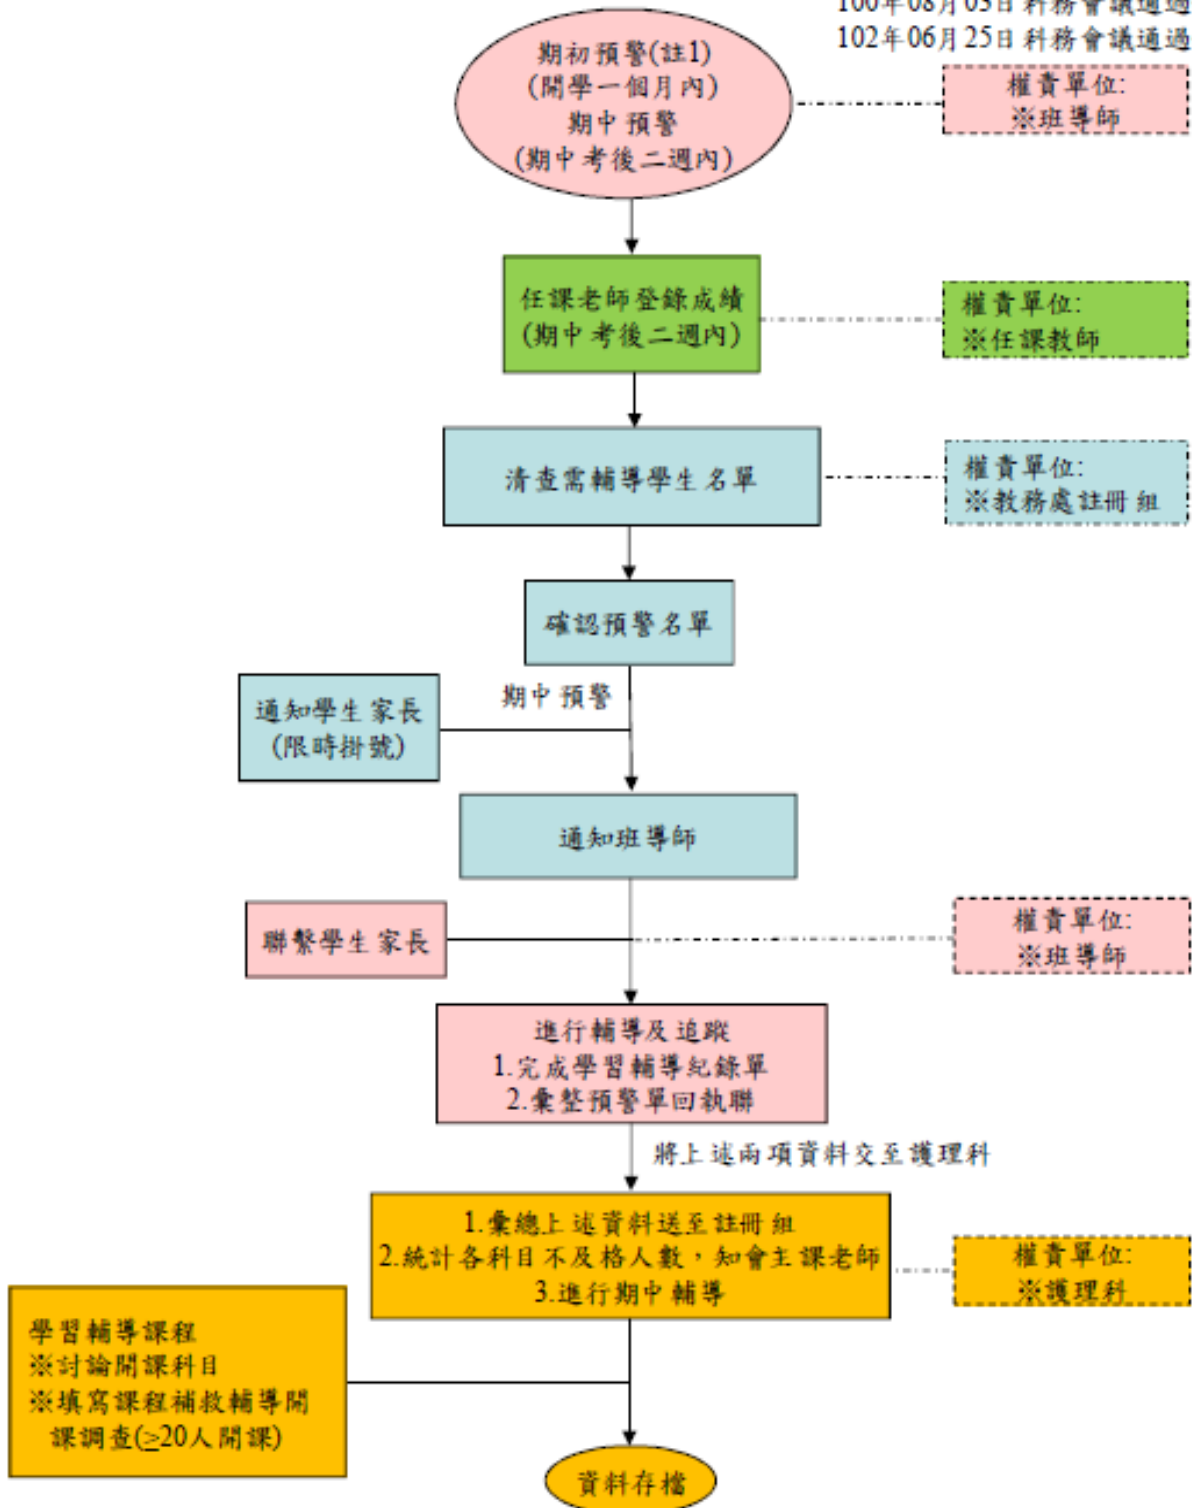 100年08月03日科務會議通過
102年06月25日科務會議通過
期初預警(註1)
(開學一個月內)
期中預警
(期中考後二週內)
權責單位:
※班導師
任課老師登錄成績
(期中考後二週內)
權責單位:
※任課教師
清查需輔導學生名單
權責單位:
※教務處註冊組
確認預警名單
期中預警
通知學生家長
(限時掛號)
通知班導師
聯繫學生家長
權責單位:
※班導師
進行輔導及追蹤
1.完成學習輔導紀錄單
2.彙整預警單回執聯
將上述兩項資料交至護理科
1.彙總上述資料送至註冊組
2.統計各科目不及格人數，知會主課老師
3.進行期中輔導
權責單位:
※護理科
學習輔導課程
※討論開課科目
※填寫課程補救輔導開
課調查(≥20人開課)
資料存檔